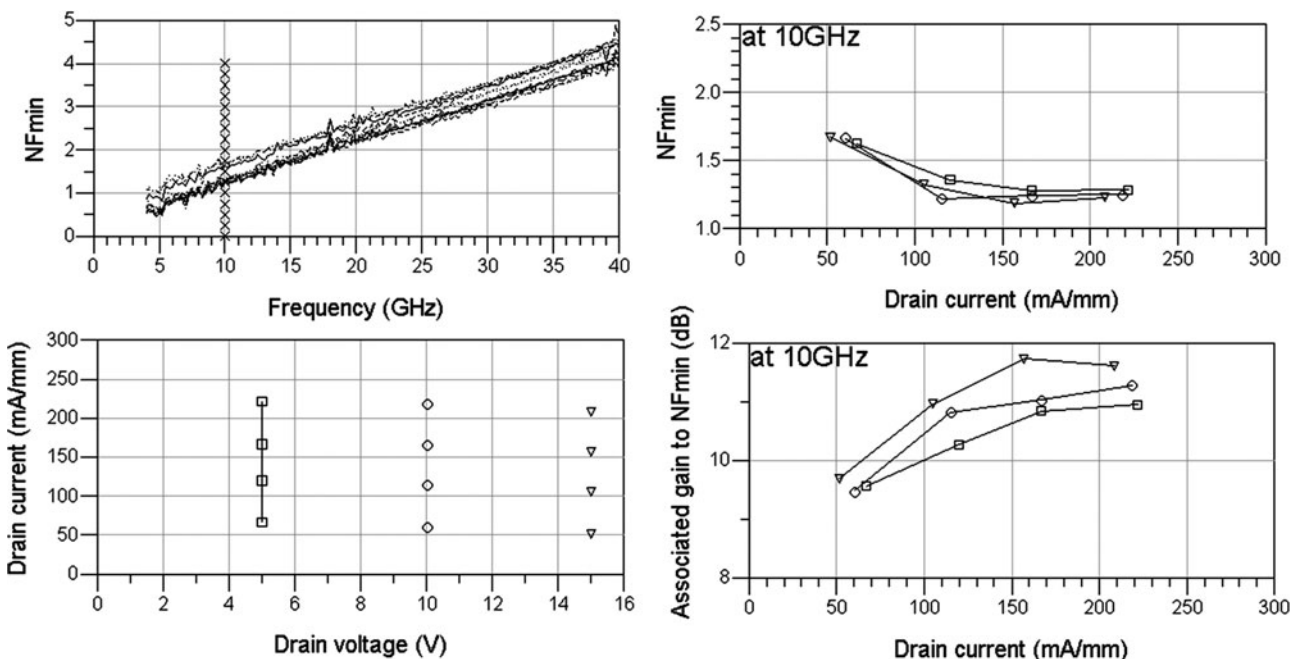 5
4
3
2
1
0
NFmin
0 5 10 15 20 25 30 35 40
Frequency (GHz)
at 10GHz
2.5
2.0
1.5
1.0
NFmin
0 50 100 150 200 250 300
Drain current (mA/mm)
300
250
200
150
100
50
0
Drain current (mA/mm)
0 2 4 6 8 10 12 14 16
Drain voltage (V)
at 10GHz
12
10
8
Associated gain to NFmin (dB)
0 50 100 150 200 250 300
Drain current (mA/mm)